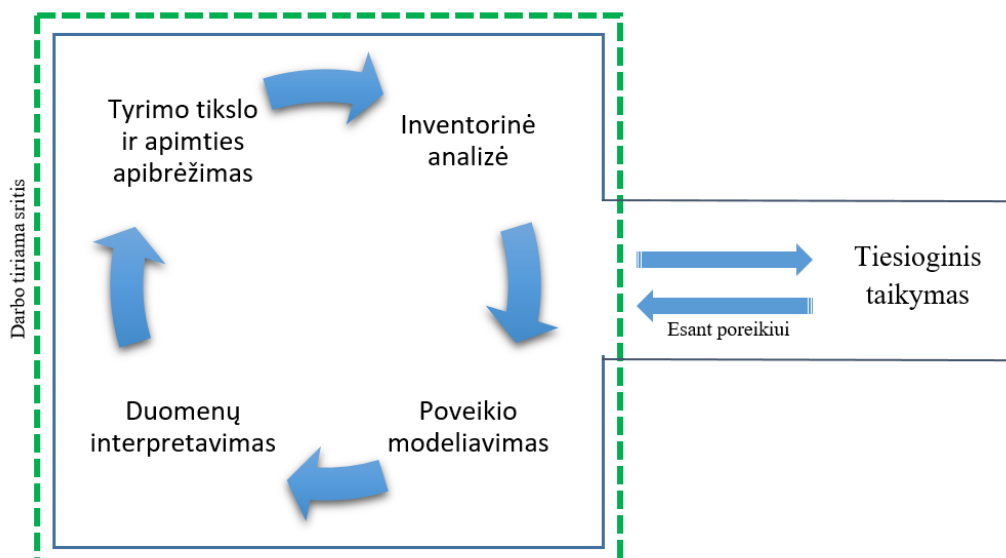 Tyrimo tikslo
ir apimties
apibrėžimas
Inventorinė
analizė
Darbo tiriama sritis
Tiesioginis
taikymas
Esant poreikiui
Duomenų
interpretavimas
Poveikio
modeliavimas